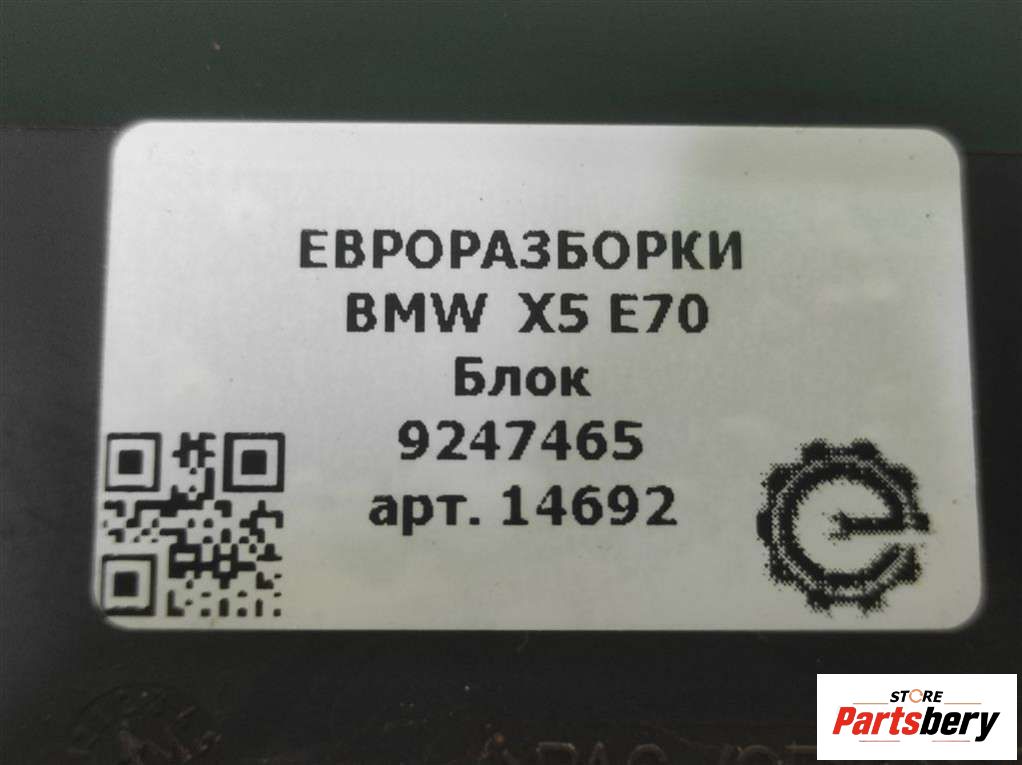 ЕВРОРАЗБОРКИ
BMW X5 E70
Блок
9247465
арт. 14692
STORE
Partsbery